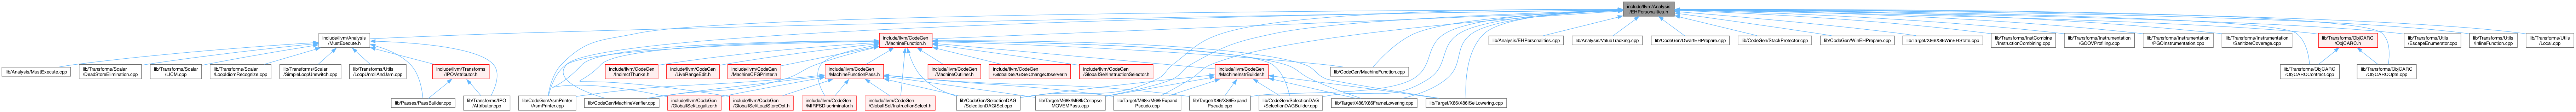 include/llvm/Analysis
/EHPersonalities.h
include/llvm/Analysis
/MustExecute.h
include/llvm/CodeGen
/MachineFunction.h
lib/Analysis/EHPersonalities.cpp
lib/Analysis/ValueTracking.cpp
lib/CodeGen/DwarfEHPrepare.cpp
lib/CodeGen/StackProtector.cpp
lib/CodeGen/WinEHPrepare.cpp
lib/Target/X86/X86WinEHState.cpp
lib/Transforms/InstCombine
/InstructionCombining.cpp
lib/Transforms/Instrumentation
/GCOVProfiling.cpp
lib/Transforms/Instrumentation
/PGOInstrumentation.cpp
lib/Transforms/Instrumentation
/SanitizerCoverage.cpp
lib/Transforms/ObjCARC
/ObjCARC.h
lib/Transforms/Utils
/EscapeEnumerator.cpp
lib/Transforms/Utils
/InlineFunction.cpp
lib/Transforms/Utils
/Local.cpp
lib/Analysis/MustExecute.cpp
lib/Transforms/Scalar
/DeadStoreElimination.cpp
lib/Transforms/Scalar
/LICM.cpp
lib/Transforms/Scalar
/LoopIdiomRecognize.cpp
lib/Transforms/Scalar
/SimpleLoopUnswitch.cpp
lib/Transforms/Utils
/LoopUnrollAndJam.cpp
include/llvm/Transforms
/IPO/Attributor.h
include/llvm/CodeGen
/IndirectThunks.h
include/llvm/CodeGen
/LiveRangeEdit.h
include/llvm/CodeGen
/MachineCFGPrinter.h
include/llvm/CodeGen
/MachineFunctionPass.h
include/llvm/CodeGen
/MachineOutliner.h
include/llvm/CodeGen
/GlobalISel/GISelChangeObserver.h
include/llvm/CodeGen
/GlobalISel/InstructionSelector.h
include/llvm/CodeGen
/MachineInstrBuilder.h
lib/CodeGen/MachineFunction.cpp
lib/Transforms/ObjCARC
/ObjCARCContract.cpp
lib/Transforms/ObjCARC
/ObjCARCOpts.cpp
lib/Passes/PassBuilder.cpp
lib/Transforms/IPO
/Attributor.cpp
lib/CodeGen/AsmPrinter
/AsmPrinter.cpp
lib/CodeGen/MachineVerifier.cpp
include/llvm/CodeGen
/GlobalISel/Legalizer.h
include/llvm/CodeGen
/GlobalISel/LoadStoreOpt.h
include/llvm/CodeGen
/MIRFSDiscriminator.h
include/llvm/CodeGen
/GlobalISel/InstructionSelect.h
lib/CodeGen/SelectionDAG
/SelectionDAGISel.cpp
lib/Target/M68k/M68kCollapse
MOVEMPass.cpp
lib/Target/M68k/M68kExpand
Pseudo.cpp
lib/Target/X86/X86Expand
Pseudo.cpp
lib/CodeGen/SelectionDAG
/SelectionDAGBuilder.cpp
lib/Target/X86/X86FrameLowering.cpp
lib/Target/X86/X86ISelLowering.cpp